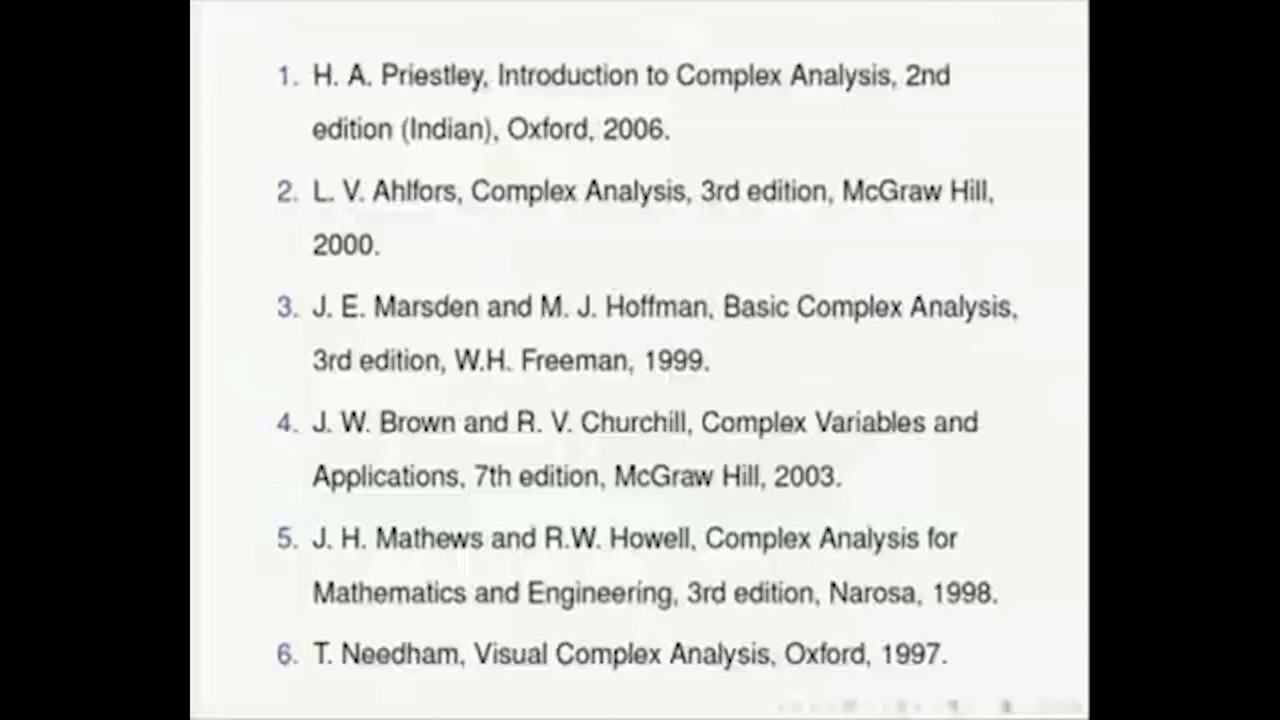 1. H. A. Priestley, Introduction to Complex Analysis, 2nd
edition (Indian), Oxford, 2006.
2. L. V. Ahlfors, Complex Analysis, 3rd edition, McGraw Hill,
2000.
3. J. E. Marsden and M. J. Hoffman, Basic Complex Analysis,
3rd edition, W.H. Freeman, 1999.
4. J. W. Brown and R. V. Churchill, Complex Variables and
Applications, 7th edition, McGraw Hill, 2003.
5. J. H. Mathews and R.W. Howell, Complex Analysis for
Mathematics and Engineering, 3rd edition, Narosa, 1998.
6. T. Needham, Visual Complex Analysis, Oxford, 1997.